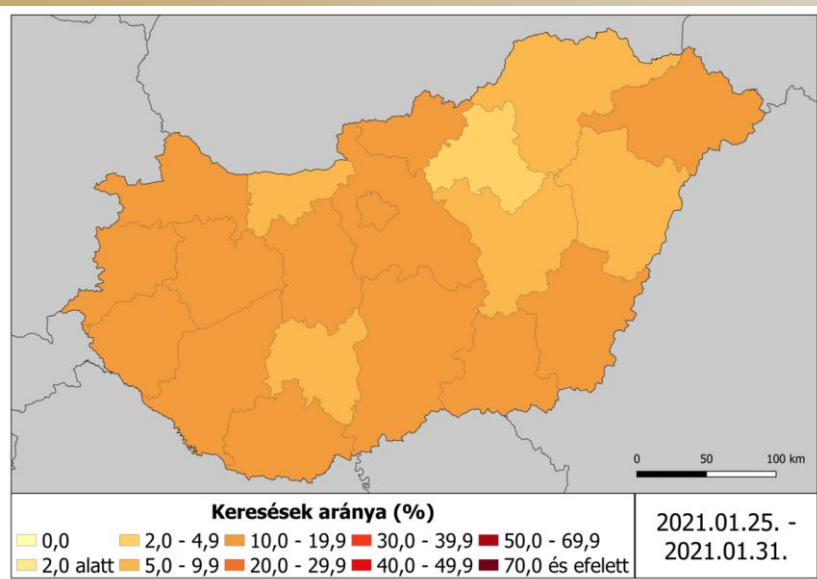 0 50 100 km
Keresések aránya (%)
0,0 2,0 - 4,9 10,0 - 19,9 30,0 - 39,9 50,0 - 69,9
2,0 alatt 5,0 - 9,9 20,0 - 29,9 40,0 - 49,9 70,0 és efelett
2021.01.25. -
2021.01.31.